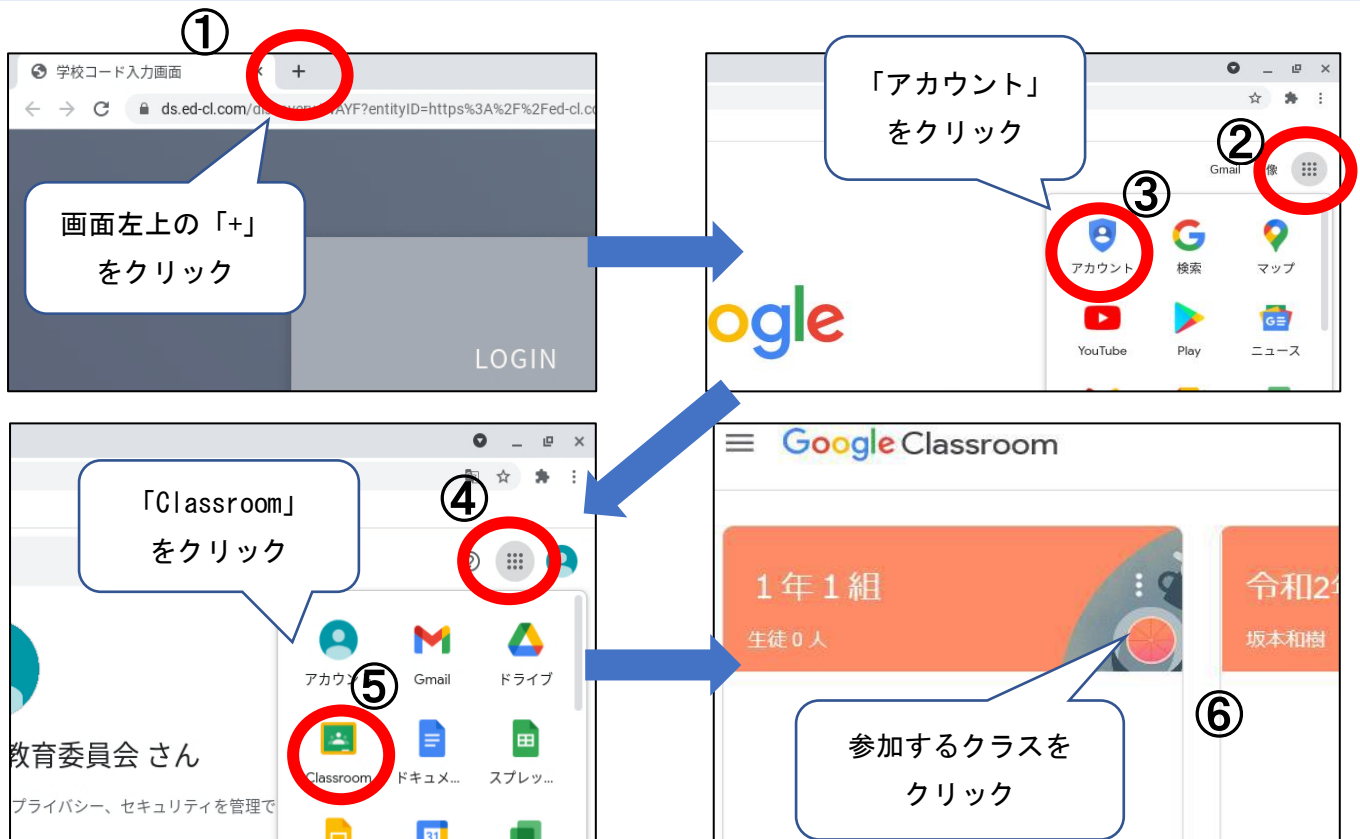 ①
学校コード入力画面
ds.ed-cl.com/
AYF?entityID=https%3A%2F%2Fed-cl.co
画面左上の「+」
をクリック
LOGIN
「アカウント」
をクリック
②
Gmail 像
③
アカウント 検索 マップ
YouTube Play ニュース
ogle
「Classroom」
をクリック
④
アカウン Gmail ドライブ
⑤
Classroom ドキュメ... スプレッ...
31
教育委員会 さん
プライバシー、セキュリティを管理で
Google Classroom
１年１組
生徒 0 人
令和2
坂本和樹
⑥
参加するクラスを
クリック